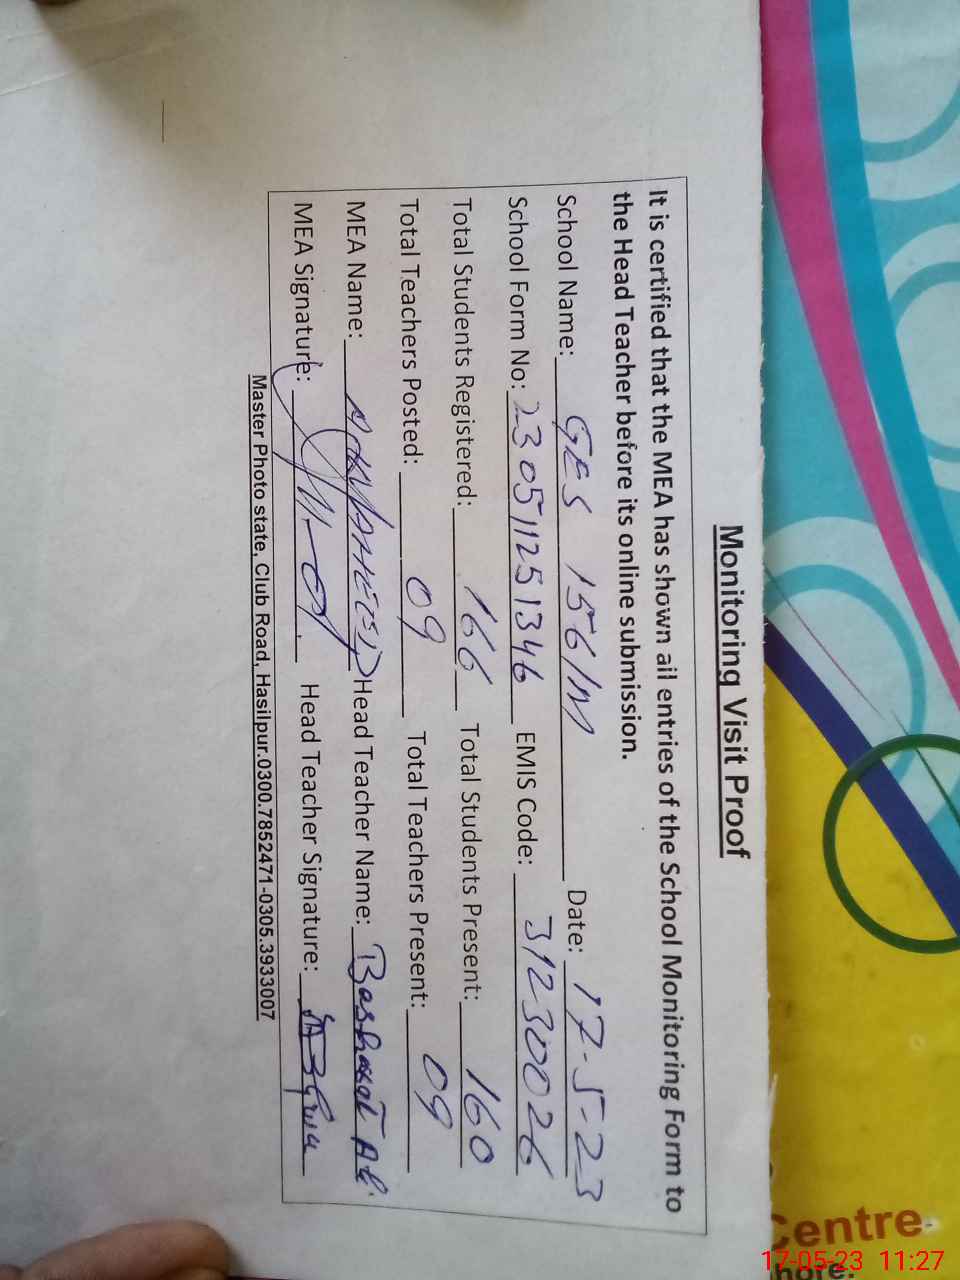 Monitoring Visit Proof
It is certified that the MEA has shown all entries of the School Monitoring Form to
the Head Teacher before its online submission.
School Name: GES 156/M Date: 17-5-23
School Form No: 230511251346 EMIS Code: 31230026
Total Students Registered: 166 Total Students Present: 160
Total Teachers Posted: 09 Total Teachers Present: 09
MEA Name: Head Teacher Name: Basharat Ali
MEA Signature: Head Teacher Signature:
Master Photo state, Club Road, Hasilpur.0300.7852471-0305.3933007
Centre
hore.
17-05-23 11:27